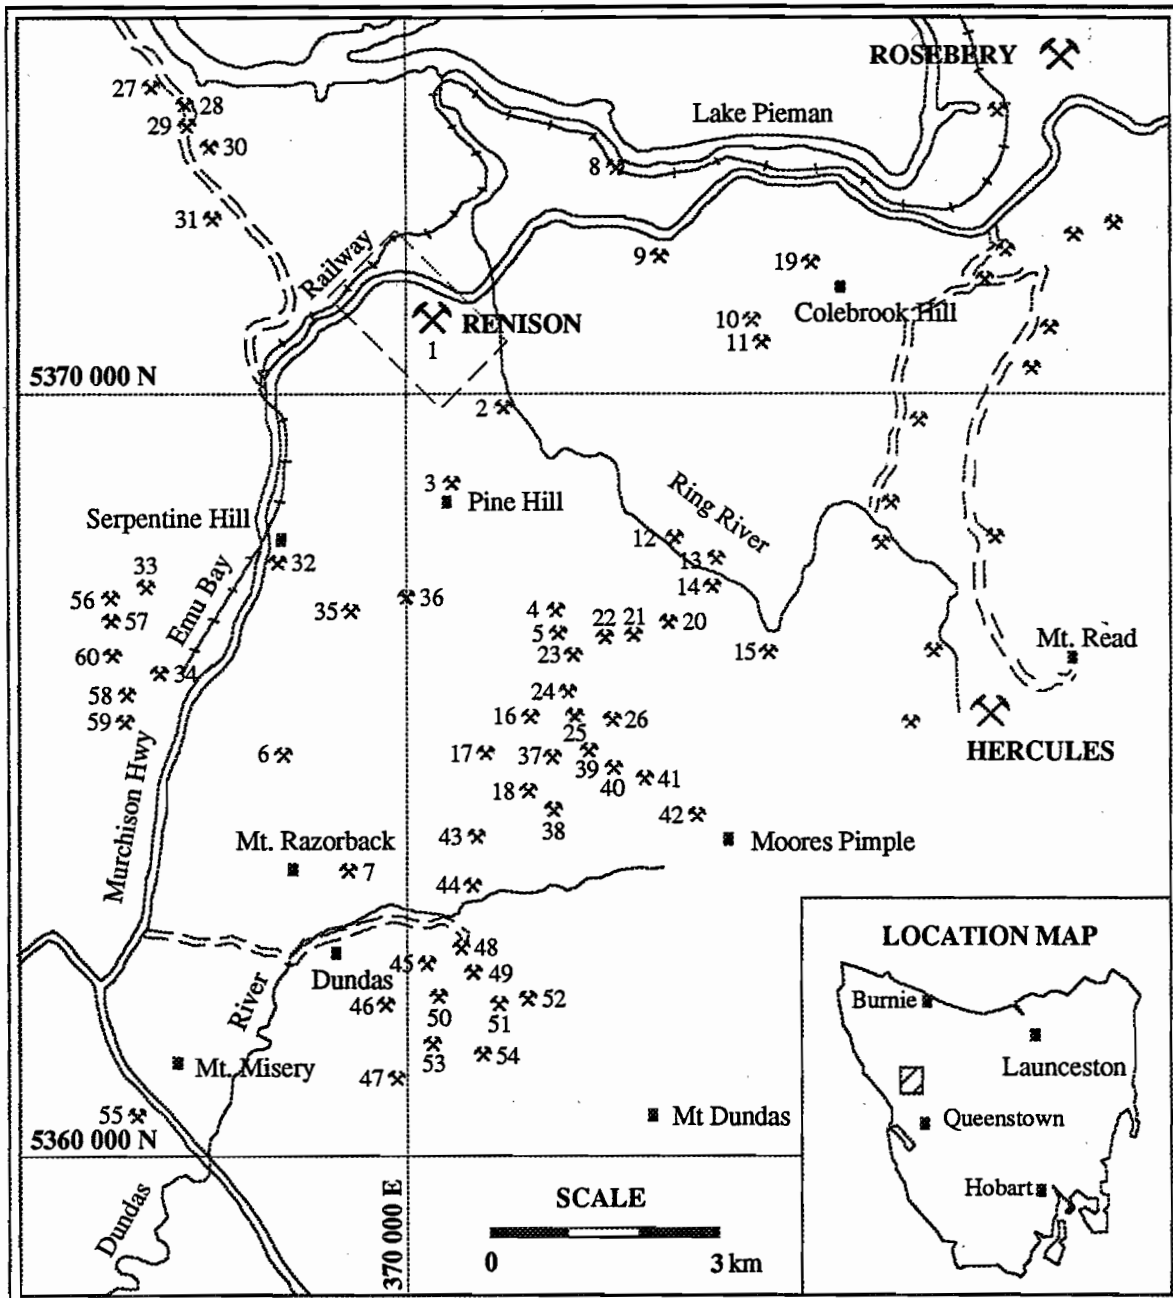 ROSEBERY
27
28
Lake Pieman
29
30
8
31
Railway
9
19
Colebrook Hill
10
RENISON
11
1
5370 000 N
2
3
Pine Hill
Ring River
Serpentine Hill
12
13
33
32
14
56
36
35
4
22
21
20
57
Emu Bay
5
Mt. Read
60
23
15
34
58
24
59
16
26
25
HERCULES
6
17
37
39
40
41
Murchison Hwy
18
38
42
43
Mt. Razorback
Moores Pimple
7
44
LOCATION MAP
48
45
49
Dundas
Burnie
River
46
50
51
52
Launceston
53
54
Mt. Misery
47
Queenstown
55
Mt Dundas
5360 000 N
Hobart
370 000 E
SCALE
Dundas
0
3 km